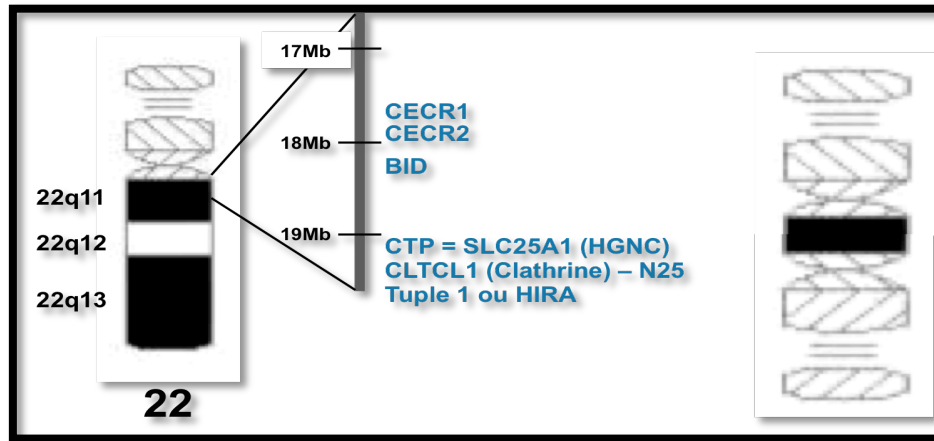 17Mb
CECR1
CECR2
18Mb
BID
22q11
19Mb
22q12
CTP = SLC25A1 (HGNC)
CLTCL1 (Clathrine) – N25
22q13
Tuple 1 ou HIRA
22